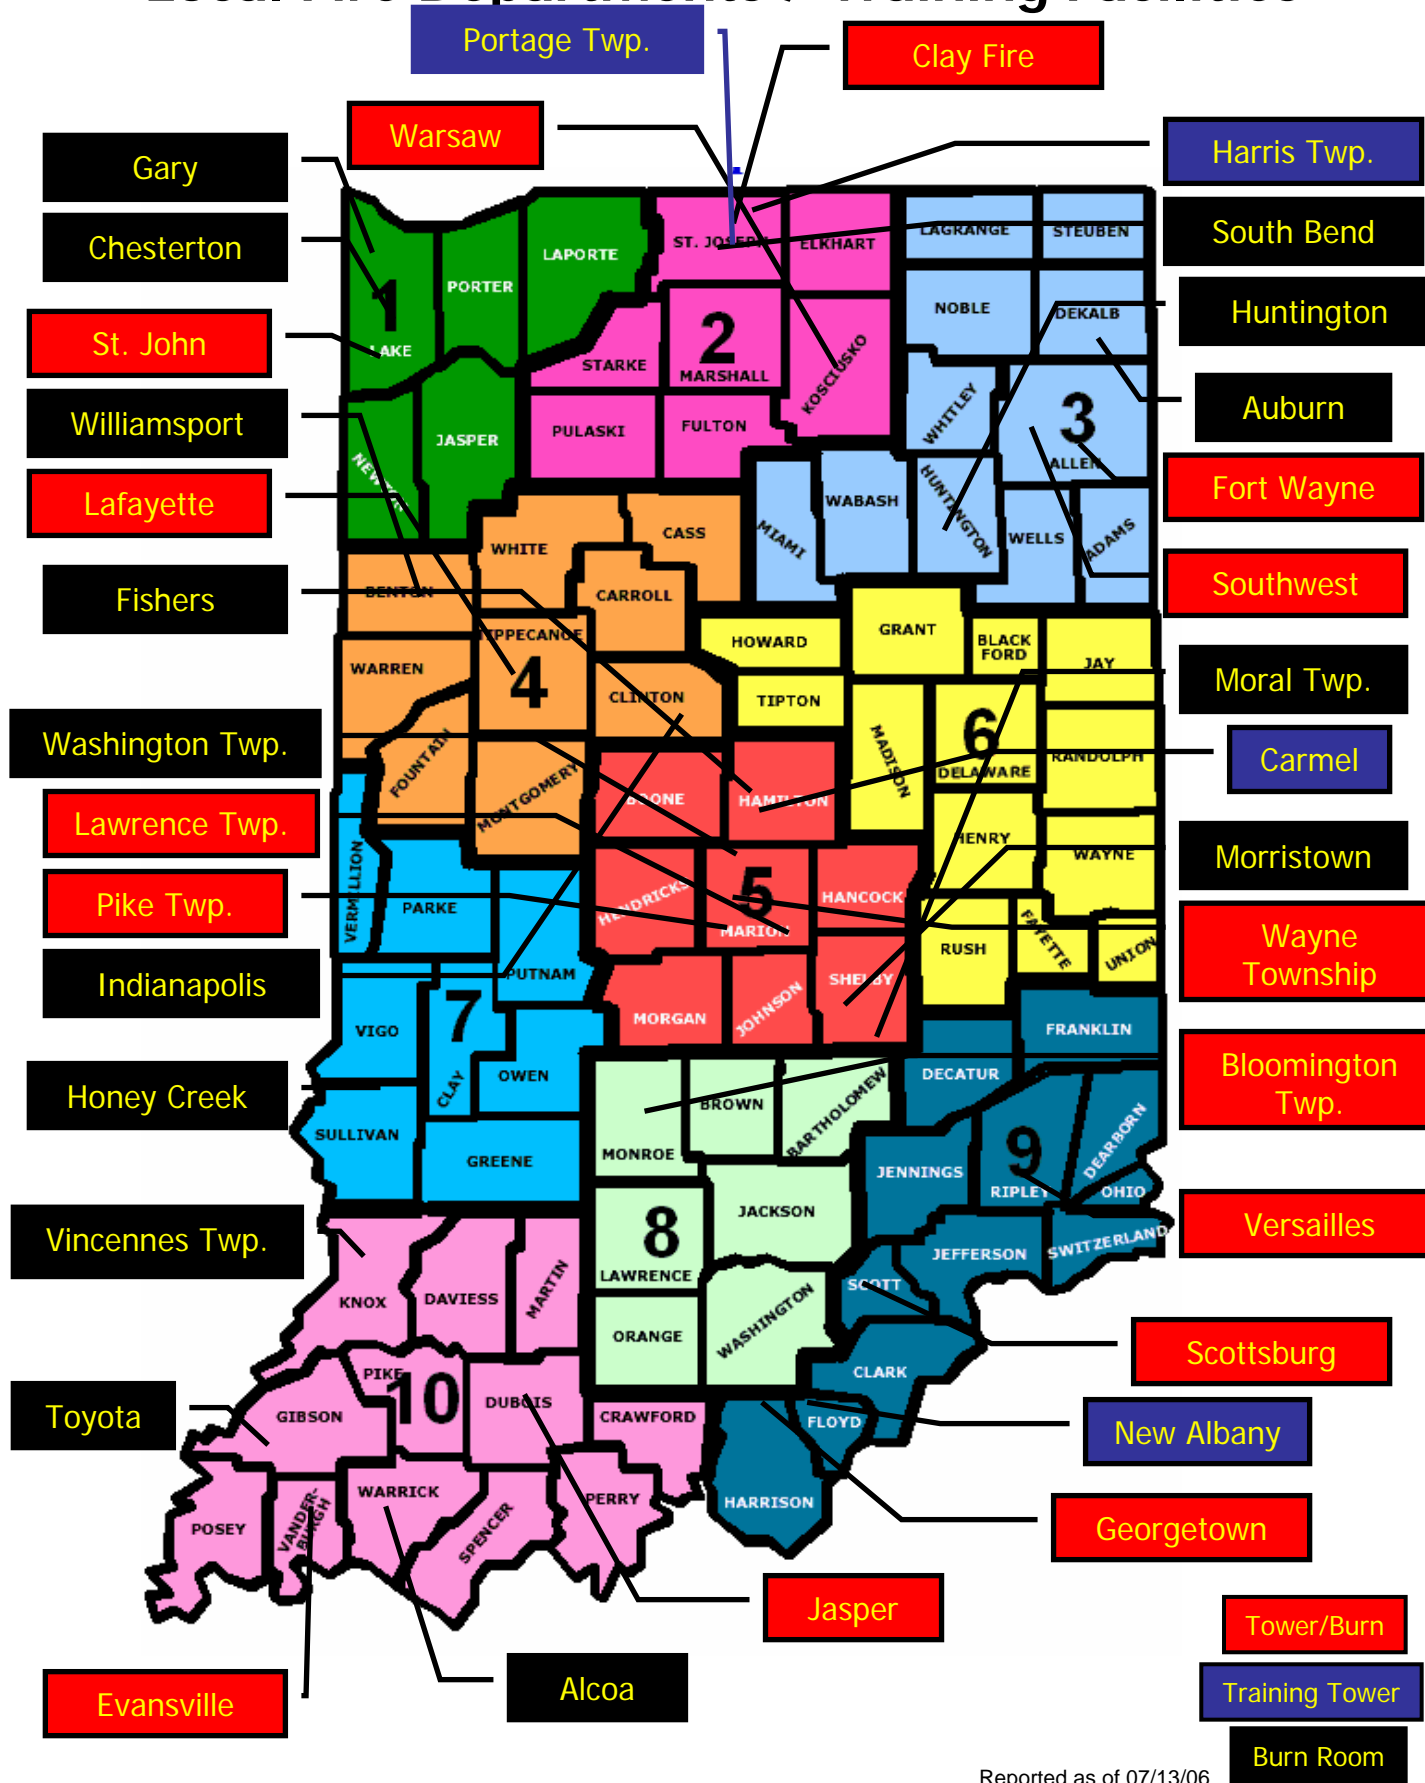 Local Fire Departments' Training Facilities
Portage Twp.
Clay Fire
Warsaw
Harris Twp.
Gary
South Bend
Chesterton
Huntington
St. John
Auburn
Williamsport
Fort Wayne
Lafayette
Southwest
Fishers
Moral Twp.
Washington Twp.
Carmel
Lawrence Twp.
Morristown
Pike Twp.
Wayne
Township
Indianapolis
Bloomington
Twp.
Honey Creek
Versailles
Vincennes Twp.
Scottsburg
Toyota
New Albany
Georgetown
Jasper
Evansville
Alcoa
Tower/Burn
Training Tower
Burn Room
Reported as of 07/13/06
1
LAKE
PORTER
LAPORTE
JASPER
ST. JOSEPH
ELKHART
2
STARKE
MARSHALL
KOSCIUSKO
PULASKI
FULTON
LAGRANGE
STEUBEN
NOBLE
DEKALB
WHITLEY
3
ALLEN
MIAMI
WABASH
HUNTINGTON
WELLS
ADAMS
WHITE
CASS
BENTON
CARROLL
TIPPECANOE
WARREN
4
CLINTON
FOUNTAIN
MONTGOMERY
HOWARD
GRANT
BLACK
FORD
JAY
TIPTON
MADISON
6
DELAWARE
RANDOLPH
HENRY
WAYNE
RUSH
FAYETTE
UNION
BOONE
HAMILTON
HENDRICKS
5
MARION
HANCOCK
MORGAN
JOHNSON
SHELBY
VERMILLION
PARKE
PUTNAM
VIGO
7
CLAY
OWEN
SULLIVAN
GREENE
MONROE
BROWN
BARTHOLOMEW
JACKSON
8
LAWRENCE
ORANGE
WASHINGTON
FRANKLIN
DECATUR
DEARBORN
JENNINGS
9
RIPLEY
OHIO
JEFFERSON
SWITZERLAND
SCOTT
CLARK
FLOYD
HARRISON
KNOX
DAVIESS
MARTIN
PIKE
10
DUBOIS
GIBSON
CRAWFORD
POSEY
VANDER-
BURGH
WARRICK
SPENCER
PERRY